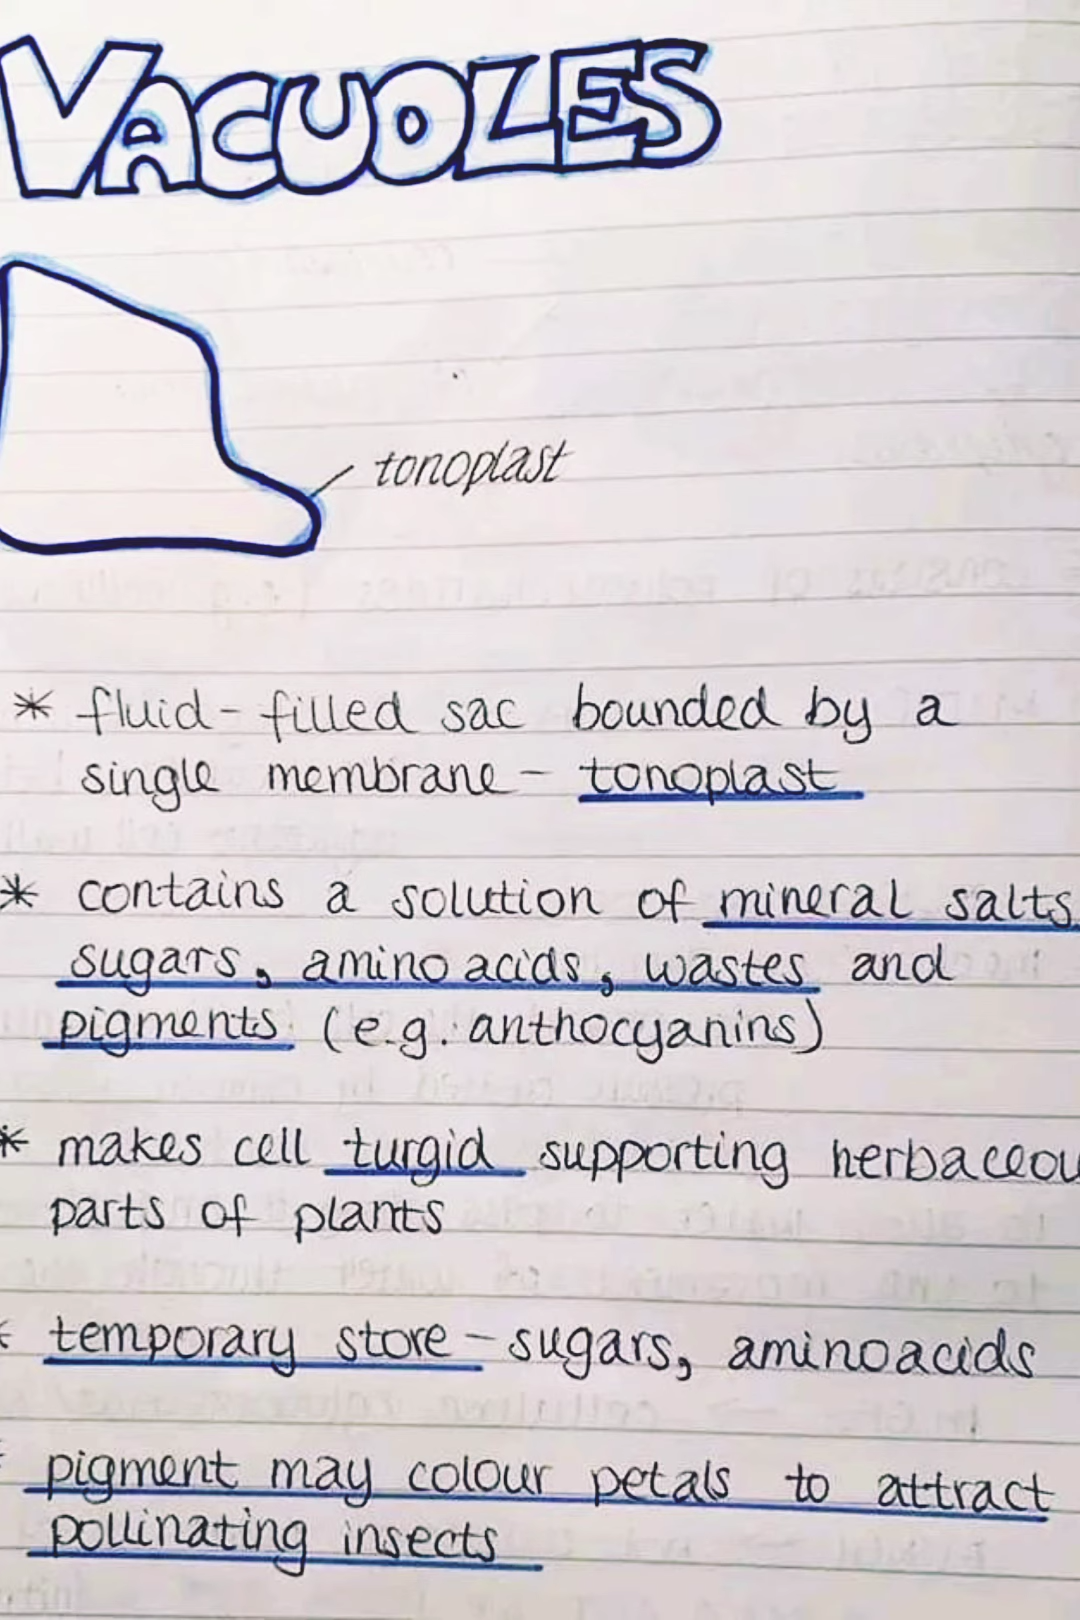 VACUOLES
tonoplast
* fluid-filled sac bounded by a
single membrane - tonoplast
* contains a solution of mineral salts,
sugars, amino acids, wastes and
pigments (e.g. anthocyanins)
* makes cell turgid supporting herbaceou
parts of plants
* temporary store - sugars, aminoacids
* pigment may colour petals to attract
pollinating insects